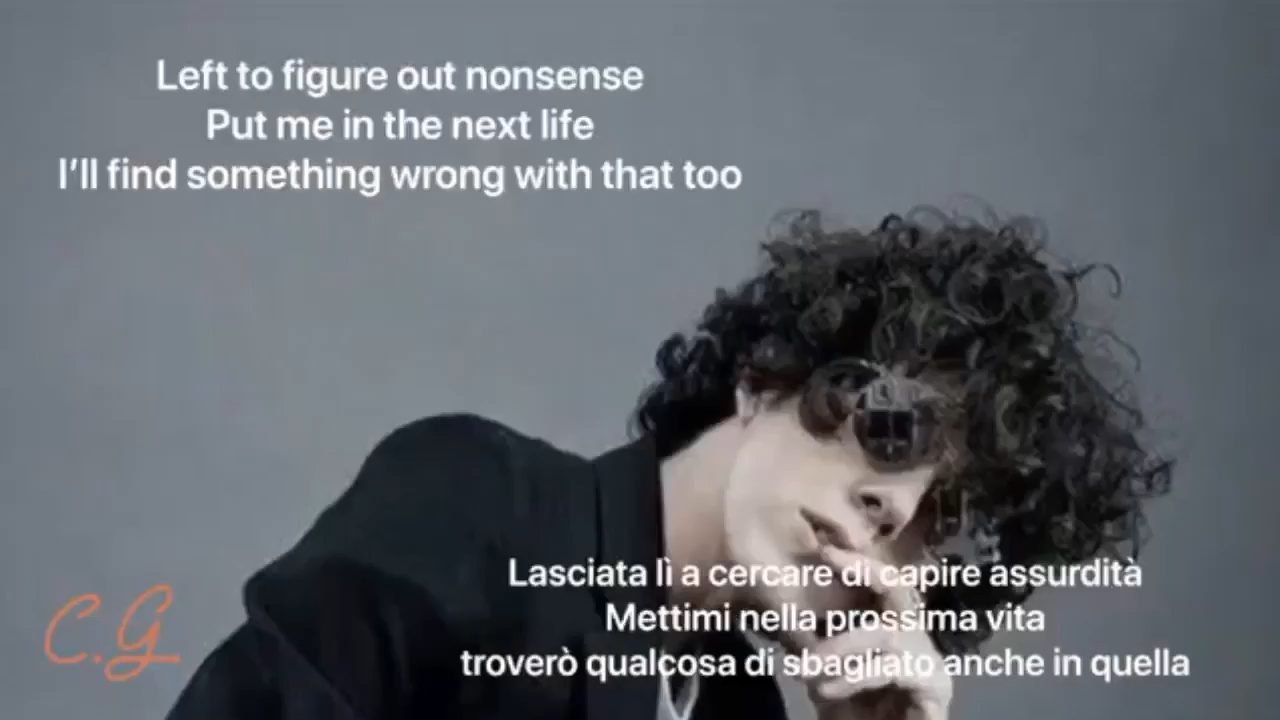 Left to figure out nonsense
Put me in the next life
I'll find something wrong with that too
Lasciata lì a cercare di capire assurdità
Mettimi nella prossima vita
troverò qualcosa di sbagliato anche in quella
C.G